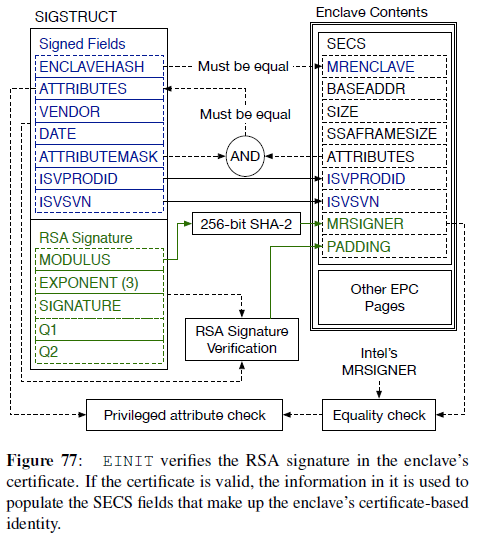 SIGSTRUCT
Signed Fields
ENCLAVEHASH
ATTRIBUTES
VENDOR
DATE
ATTRIBUTEMASK
ISVPRODID
ISVSVN
RSA Signature
MODULUS
EXPONENT (3)
SIGNATURE
Q1
Q2
Must be equal
Must be equal
AND
256-bit SHA-2
RSA Signature
Verification
Enclave Contents
SECS
MRENCLAVE
BASEADDR
SIZE
SSAFRAMESIZE
ATTRIBUTES
ISVPRODID
ISVSVN
MRSIGNER
PADDING
Other EPC
Pages
Intel's
MRSIGNER
Privileged attribute check
Equality check
Figure 77: EINIT verifies the RSA signature in the enclave's
certificate. If the certificate is valid, the information in it is used to
populate the SECS fields that make up the enclave's certificate-based
identity.